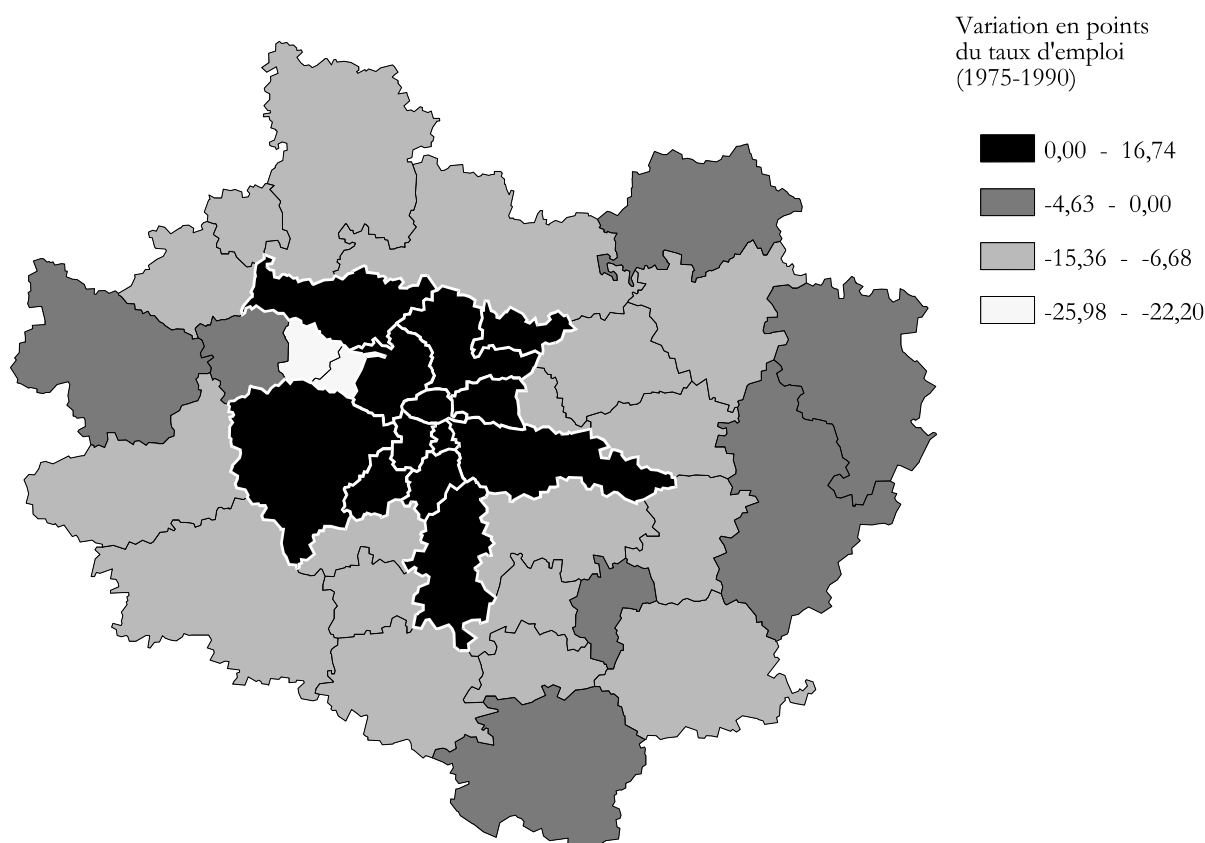 Variation en points
du taux d'emploi
(1975-1990)
0,00 - 16,74
-4,63 - 0,00
-15,36 - -6,68
-25,98 - -22,20